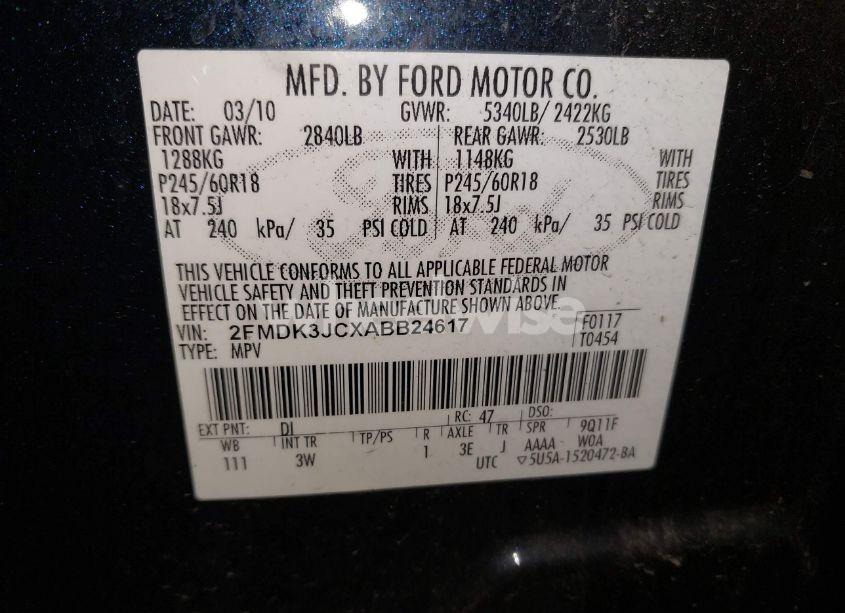 MFD. BY FORD MOTOR CO.
DATE: 03/10 GVWR: 5340LB/ 2422KG
FRONT GAWR: 2840LB REAR GAWR: 2530LB
1288KG WITH 1148KG WITH
P245/60R18 TIRES P245/60R18 TIRES
18x7.5J RIMS 18x7.5J RIMS
AT 240 kPa/ 35 PSI COLD AT 240 kPa/ 35 PSI COLD
THIS VEHICLE CONFORMS TO ALL APPLICABLE FEDERAL MOTOR
VEHICLE SAFETY AND THEFT PREVENTION STANDARDS IN
EFFECT ON THE DATE OF MANUFACTURE SHOWN ABOVE.
VIN: 2FMDK3JCXABB24617 F0117
TYPE: MPV T0454
EXT PNT: DI RC: 47 DSO:
WB INT TR TP/PS R AXLE TR SPR 9Q11F
111 3W 1 3E J AAAA W0A
UTC ▽5U5A-1520472-BA